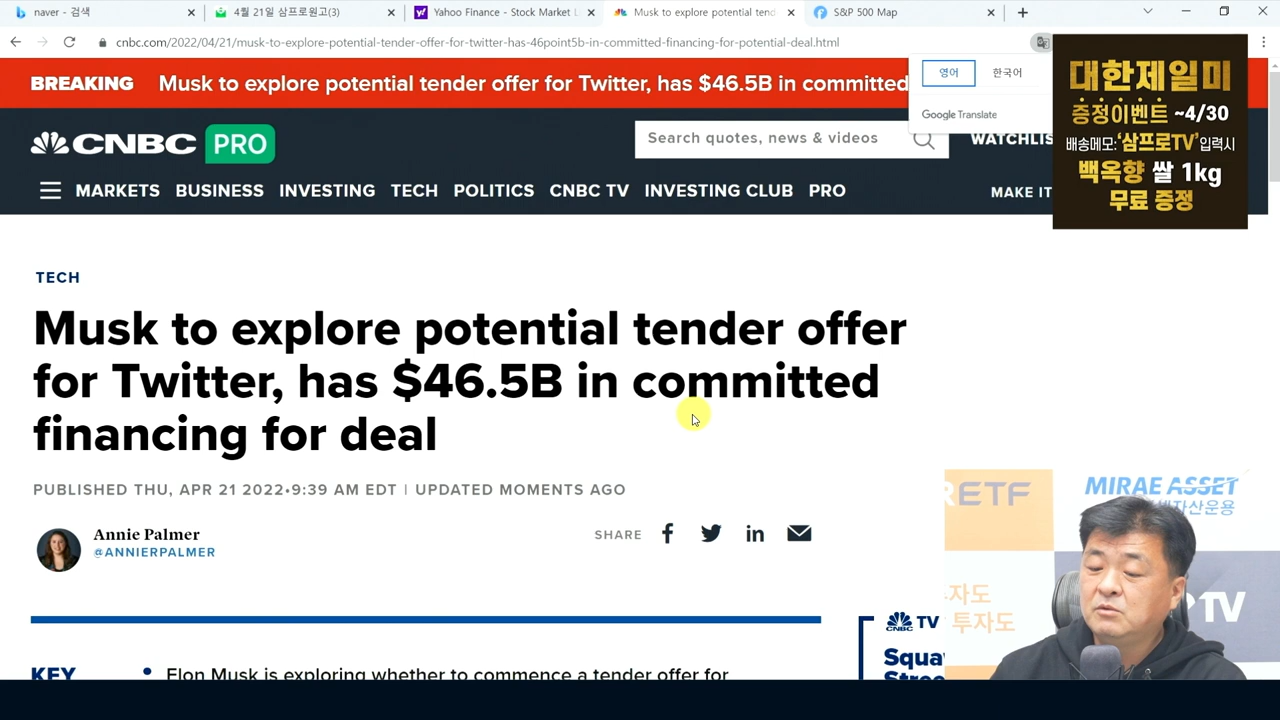 naver - 검색
4월 21일 삼프로원고(3)
Yahoo Finance - Stock Market L
Musk to explore potential tend
S&P 500 Map
cnbc.com/2022/04/21/musk-to-explore-potential-tender-offer-for-twitter-has-46point5b-in-committed-financing-for-potential-deal.html
BREAKING Musk to explore potential tender offer for Twitter, has $46.5B in committed
영어 한국어
Google Translate
대한제일미
증정이벤트 ~4/30
배송메모:'삼프로TV'입력시
백옥향 쌀 1kg
무료 증정
CNBC PRO
Search quotes, news & videos
WATCHLIS
MARKETS BUSINESS INVESTING TECH POLITICS CNBC TV INVESTING CLUB PRO
MAKE IT
TECH
Musk to explore potential tender offer
for Twitter, has $46.5B in committed
financing for deal
PUBLISHED THU, APR 21 2022•9:39 AM EDT | UPDATED MOMENTS AGO
Annie Palmer
@ANNIERPALMER
SHARE
KEY
• Elon Musk is exploring whether to commence a tender offer for
CNBC TV
Squa
Stree
ETF
MIRAE ASSET
자산운용
자도
투자도
TV